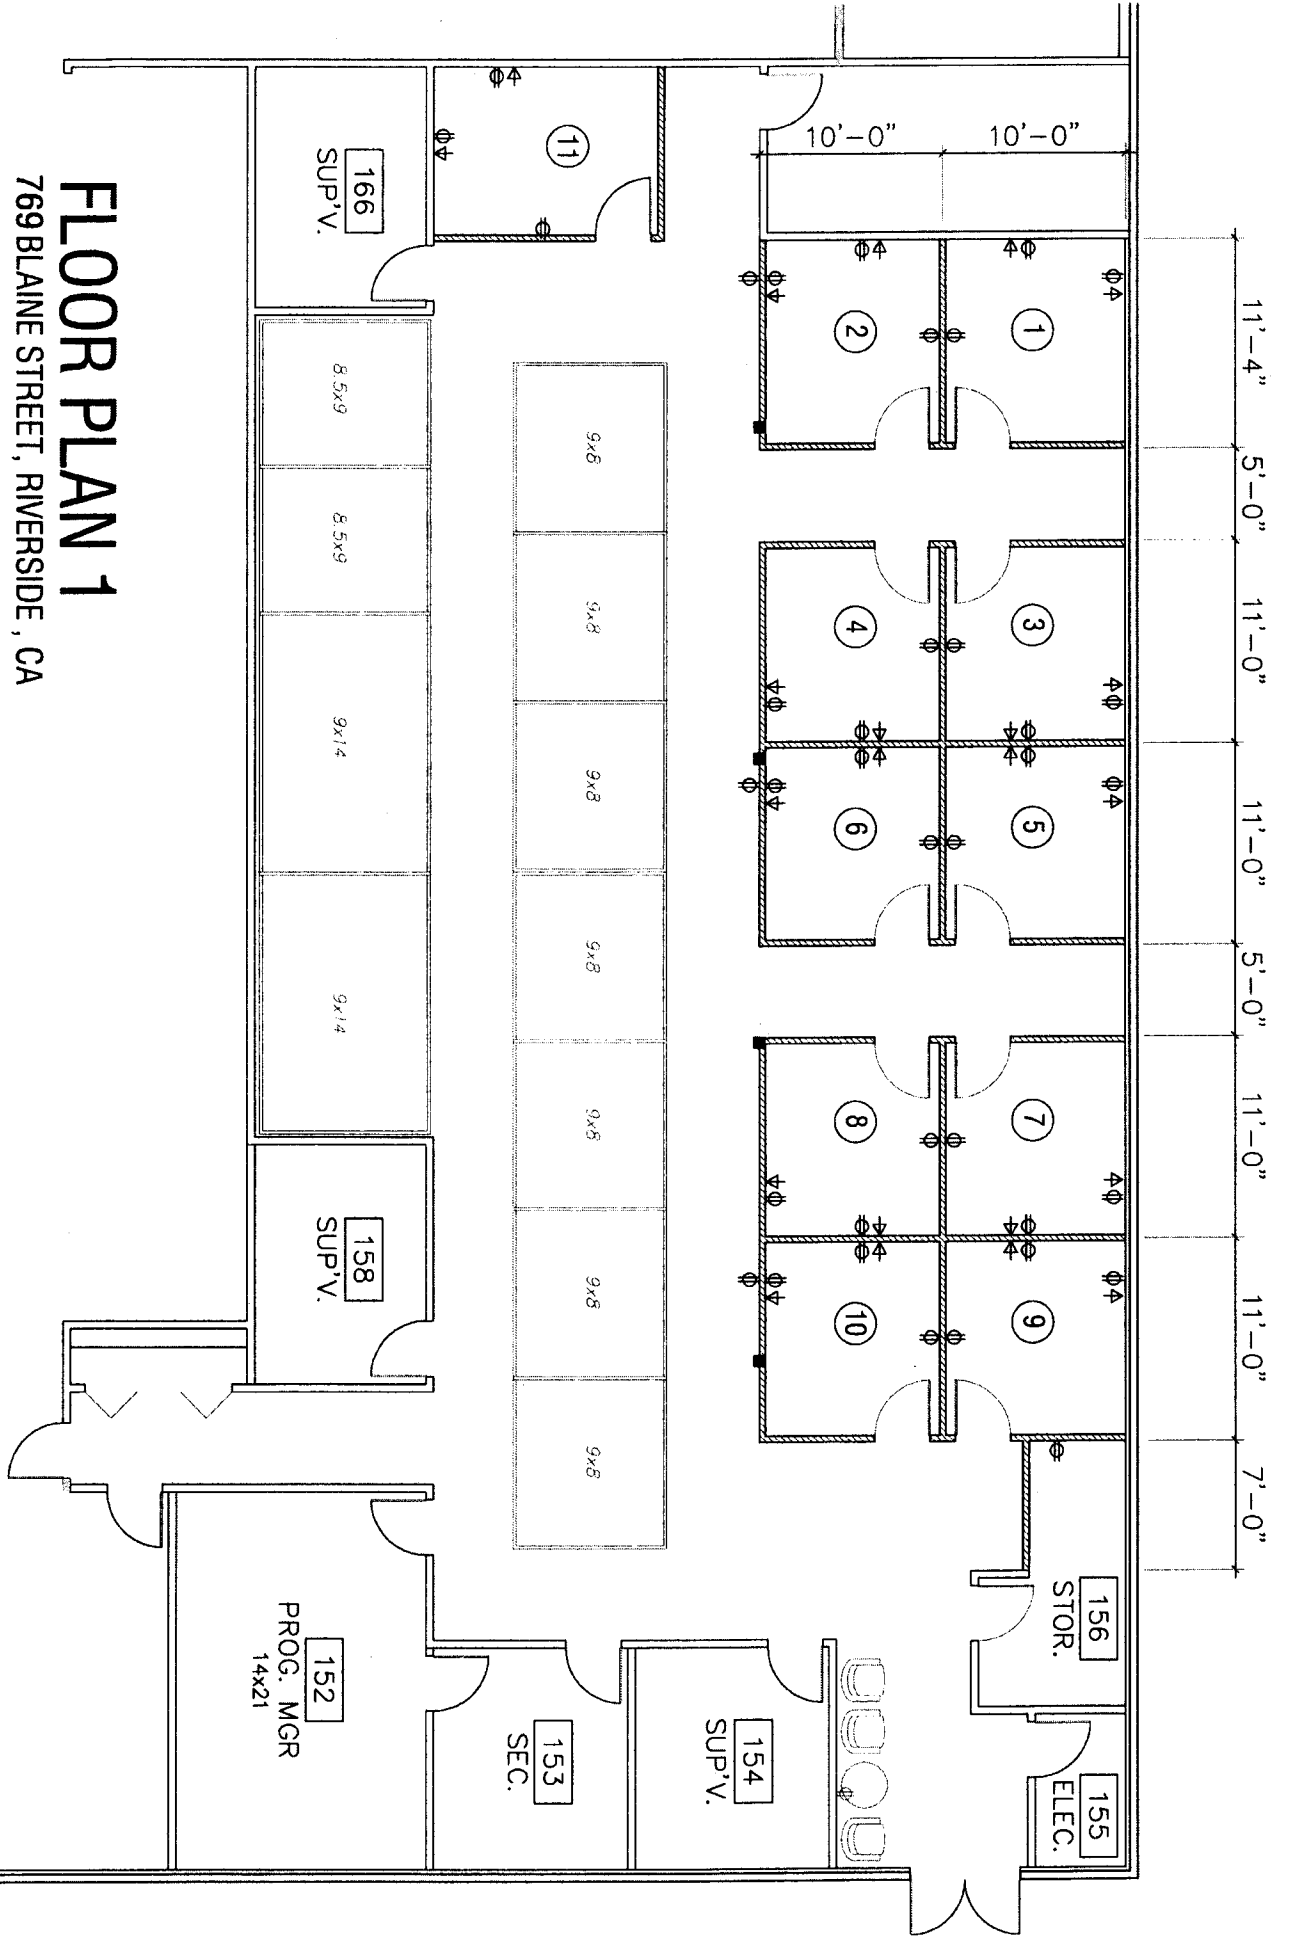 11'-4"
5'-0"
11'-0"
11'-0"
5'-0"
11'-0"
11'-0"
7'-0"
10'-0"
10'-0"
1
3
5
7
9
156
STOR.
155
ELEC.
2
4
6
8
10
11
9x8
9x8
9x8
9x8
9x8
9x8
9x8
154
SUP'V.
153
SEC.
166
SUP'V.
8.5x9
8.5x9
9x14
9x14
158
SUP'V.
152
PROG. MGR
14x21
FLOOR PLAN 1
769 BLAINE STREET, RIVERSIDE, CA